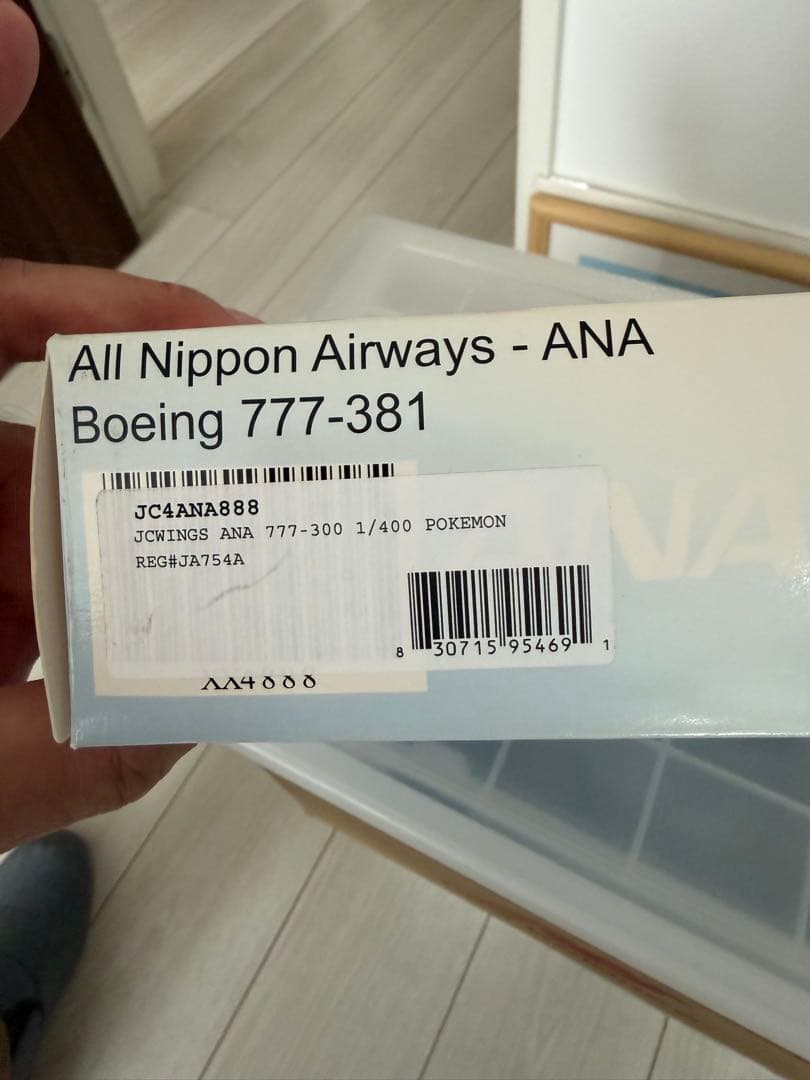 All Nippon Airways - ANA
Boeing 777-381
JC4ANA888
JCWINGS ANA 777-300 1/400 POKEMON
REG#JA754A
8 30715 95469 1